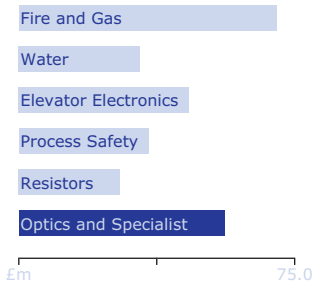 Fire and Gas
Water
Elevator Electronics
Process Safety
Resistors
Optics and Specialist
£m 75.0